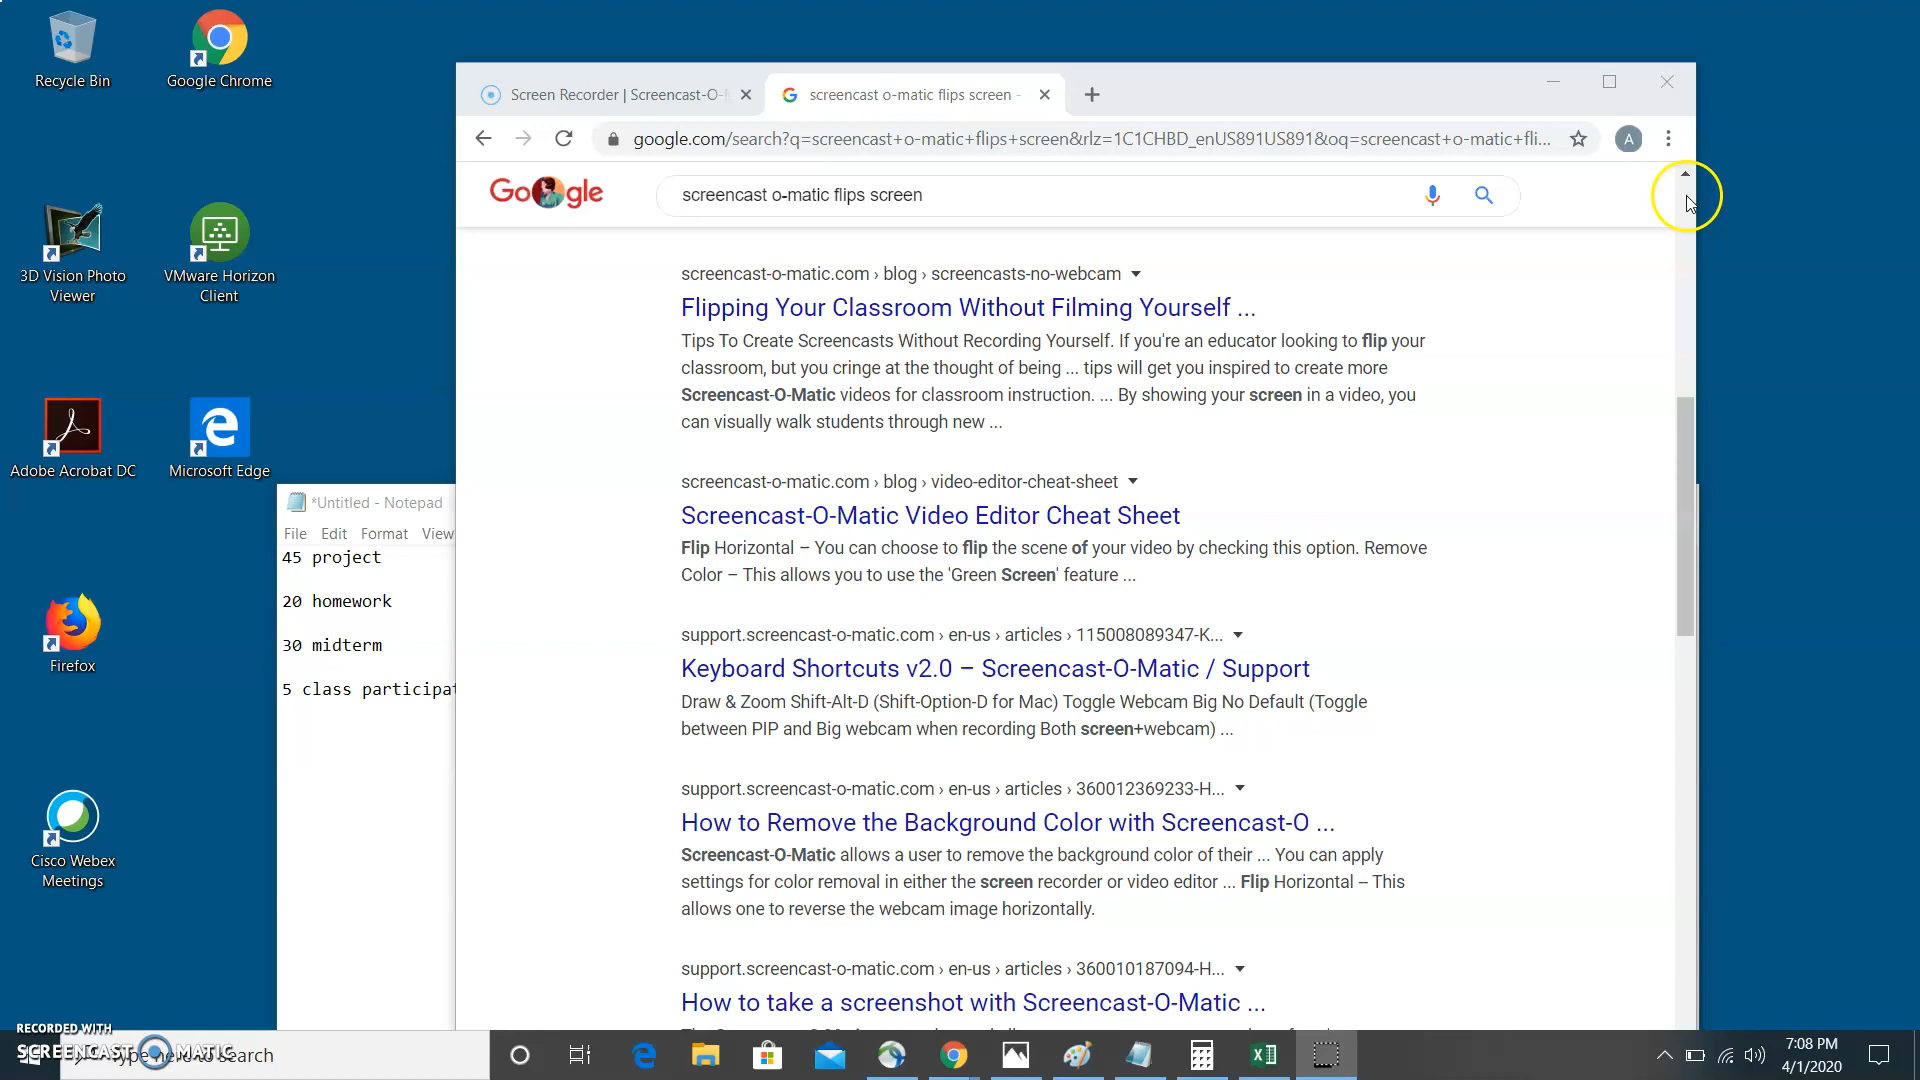 Recycle Bin
Google Chrome
3D Vision Photo
Viewer
VMware Horizon
Client
Adobe Acrobat DC
Microsoft Edge
Firefox
Cisco Webex
Meetings
*Untitled - Notepad
File Edit Format View
45 project
20 homework
30 midterm
5 class participat
Screen Recorder | Screencast-O-
screencast o-matic flips screen -
google.com/search?q=screencast+o-matic+flips+screen&rlz=1C1CHBD_enUS891US891&oq=screencast+o-matic+fli...
A
Google
screencast o-matic flips screen
screencast-o-matic.com › blog › screencasts-no-webcam
Flipping Your Classroom Without Filming Yourself ...
Tips To Create Screencasts Without Recording Yourself. If you're an educator looking to flip your
classroom, but you cringe at the thought of being ... tips will get you inspired to create more
Screencast-O-Matic videos for classroom instruction. ... By showing your screen in a video, you
can visually walk students through new ...
screencast-o-matic.com › blog › video-editor-cheat-sheet
Screencast-O-Matic Video Editor Cheat Sheet
Flip Horizontal – You can choose to flip the scene of your video by checking this option. Remove
Color – This allows you to use the 'Green Screen' feature ...
support.screencast-o-matic.com › en-us › articles › 115008089347-K...
Keyboard Shortcuts v2.0 – Screencast-O-Matic / Support
Draw & Zoom Shift-Alt-D (Shift-Option-D for Mac) Toggle Webcam Big No Default (Toggle
between PIP and Big webcam when recording Both screen+webcam) ...
support.screencast-o-matic.com › en-us › articles › 360012369233-H...
How to Remove the Background Color with Screencast-O ...
Screencast-O-Matic allows a user to remove the background color of their ... You can apply
settings for color removal in either the screen recorder or video editor ... Flip Horizontal -- This
allows one to reverse the webcam image horizontally.
support.screencast-o-matic.com › en-us › articles › 360010187094-H...
How to take a screenshot with Screencast-O-Matic ...
RECORDED WITH
SCREENCAST MATIC
Type here to search
7:08 PM
4/1/2020